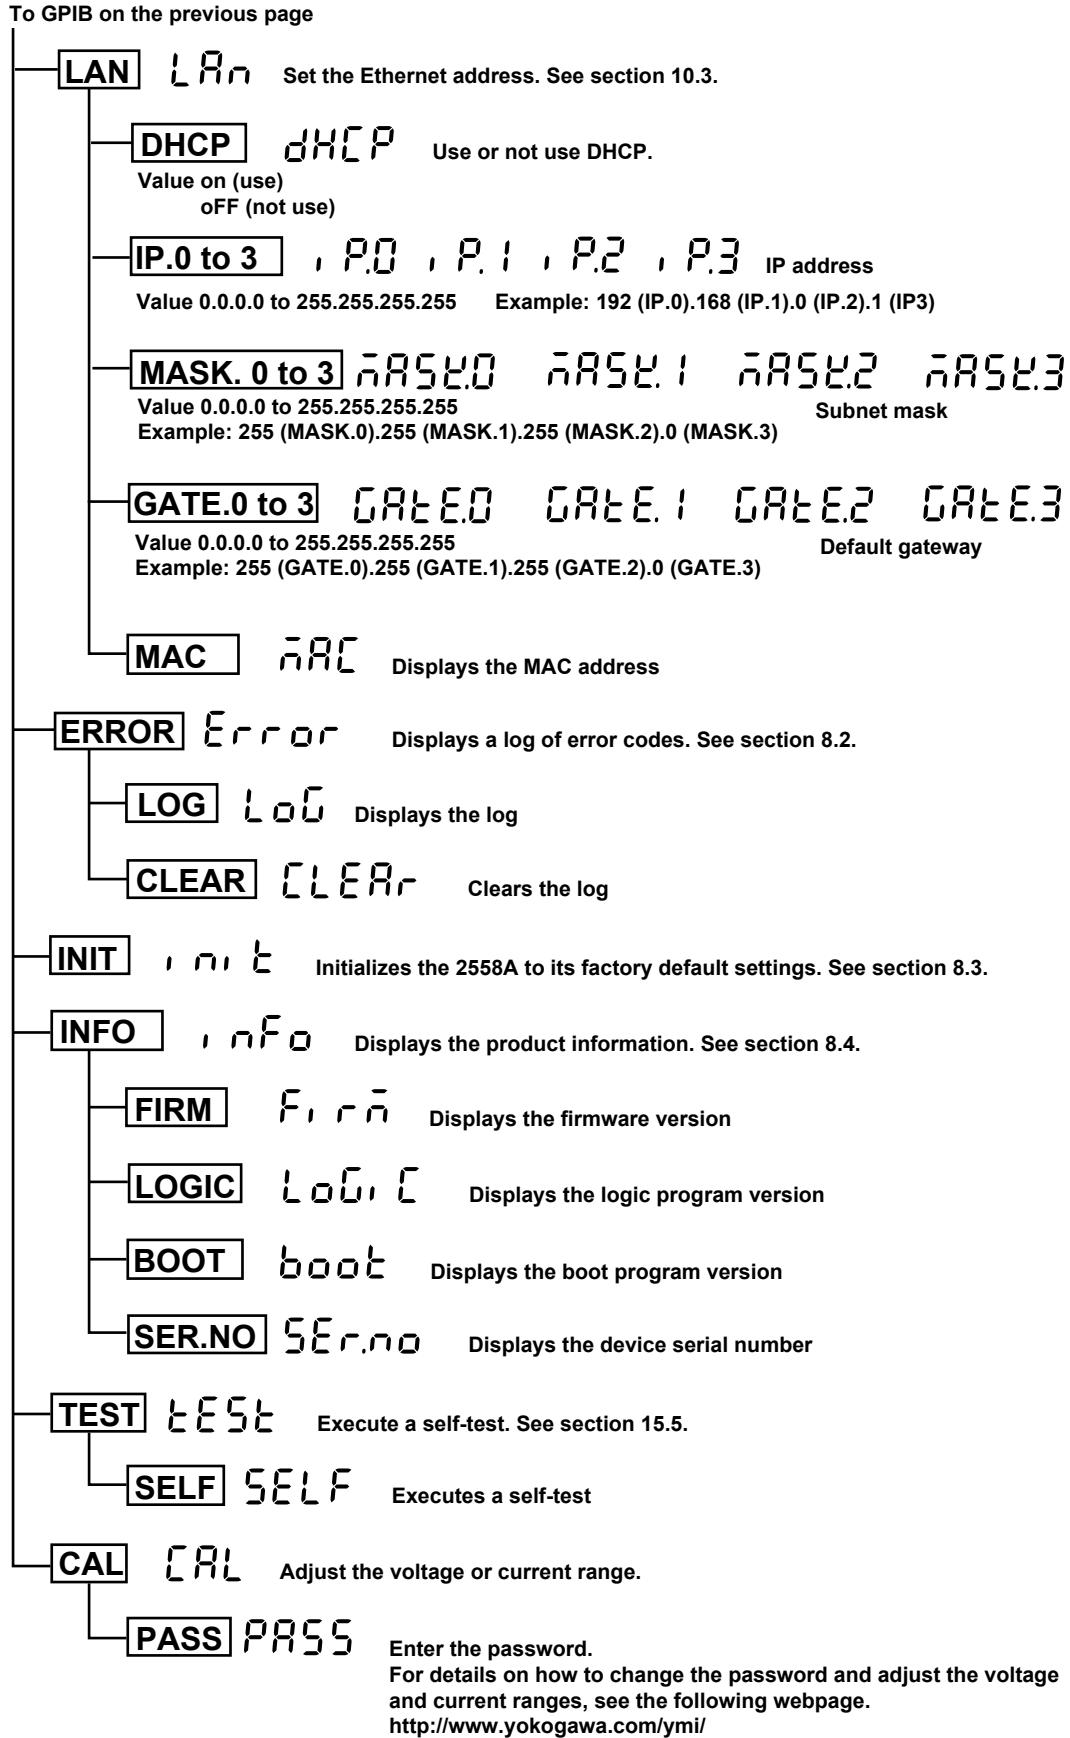 To GPIB on the previous page
LAN LAn Set the Ethernet address. See section 10.3.
DHCP dHCP Use or not use DHCP.
Value on (use)
oFF (not use)
IP.0 to 3 iP.0 iP.1 iP.2 iP.3 IP address
Value 0.0.0.0 to 255.255.255.255 Example: 192 (IP.0).168 (IP.1).0 (IP.2).1 (IP3)
MASK. 0 to 3 mASK.0 mASK.1 mASK.2 mASK.3
Value 0.0.0.0 to 255.255.255.255 Subnet mask
Example: 255 (MASK.0).255 (MASK.1).255 (MASK.2).0 (MASK.3)
GATE.0 to 3 GAtE.0 GAtE.1 GAtE.2 GAtE.3
Value 0.0.0.0 to 255.255.255.255 Default gateway
Example: 255 (GATE.0).255 (GATE.1).255 (GATE.2).0 (GATE.3)
MAC mAC Displays the MAC address
ERROR Error Displays a log of error codes. See section 8.2.
LOG LoG Displays the log
CLEAR CLEAr Clears the log
INIT init Initializes the 2558A to its factory default settings. See section 8.3.
INFO inFo Displays the product information. See section 8.4.
FIRM Firm Displays the firmware version
LOGIC LoGiC Displays the logic program version
BOOT boot Displays the boot program version
SER.NO SEr.no Displays the device serial number
TEST tESt Execute a self-test. See section 15.5.
SELF SELF Executes a self-test
CAL CAL Adjust the voltage or current range.
PASS PASS Enter the password.
For details on how to change the password and adjust the voltage
and current ranges, see the following webpage.
http://www.yokogawa.com/ymi/